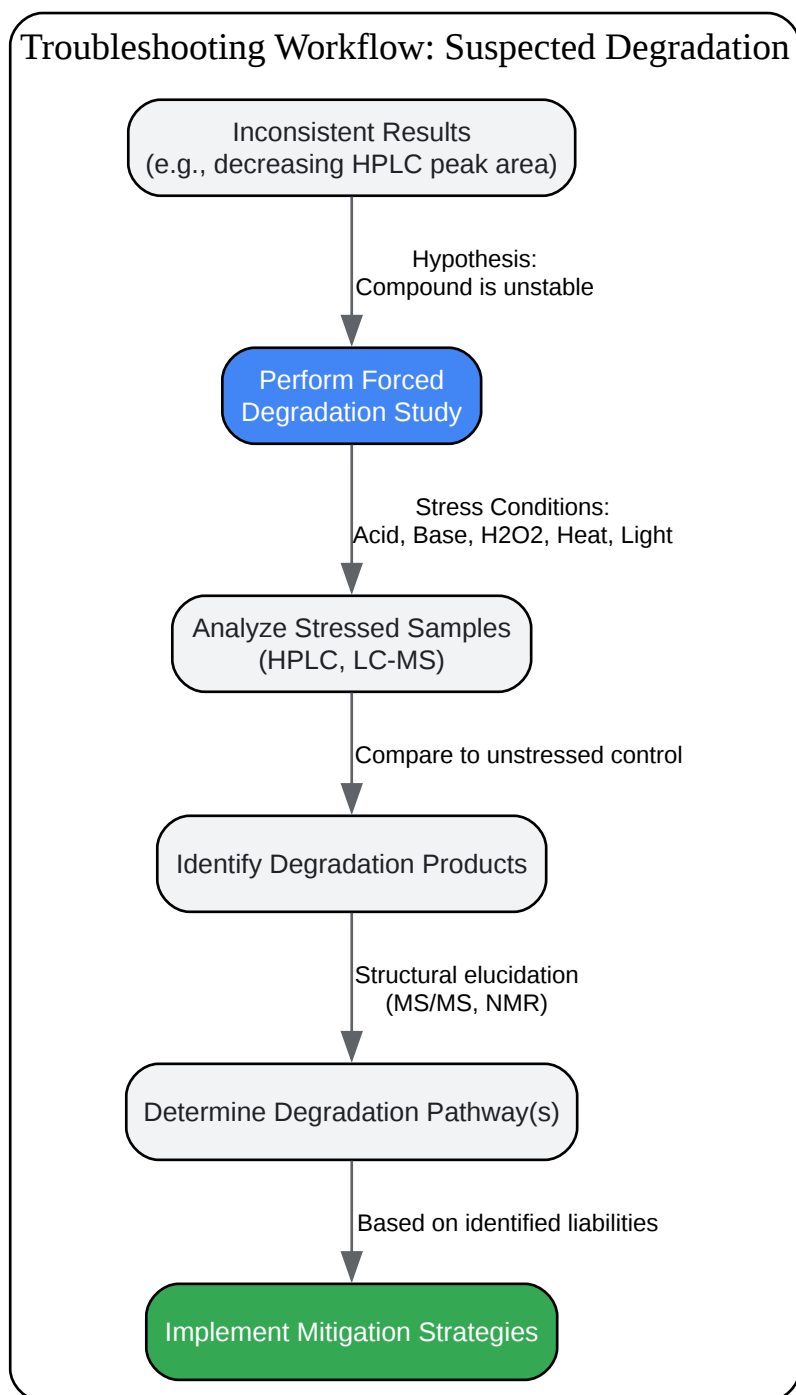 Troubleshooting Workflow: Suspected Degradation
Inconsistent Results
(e.g., decreasing HPLC peak area)
Hypothesis:
Compound is unstable
Perform Forced
Degradation Study
Stress Conditions:
Acid, Base, H2O2, Heat, Light
Analyze Stressed Samples
(HPLC, LC-MS)
Compare to unstressed control
Identify Degradation Products
Structural elucidation
(MS/MS, NMR)
Determine Degradation Pathway(s)
Based on identified liabilities
Implement Mitigation Strategies